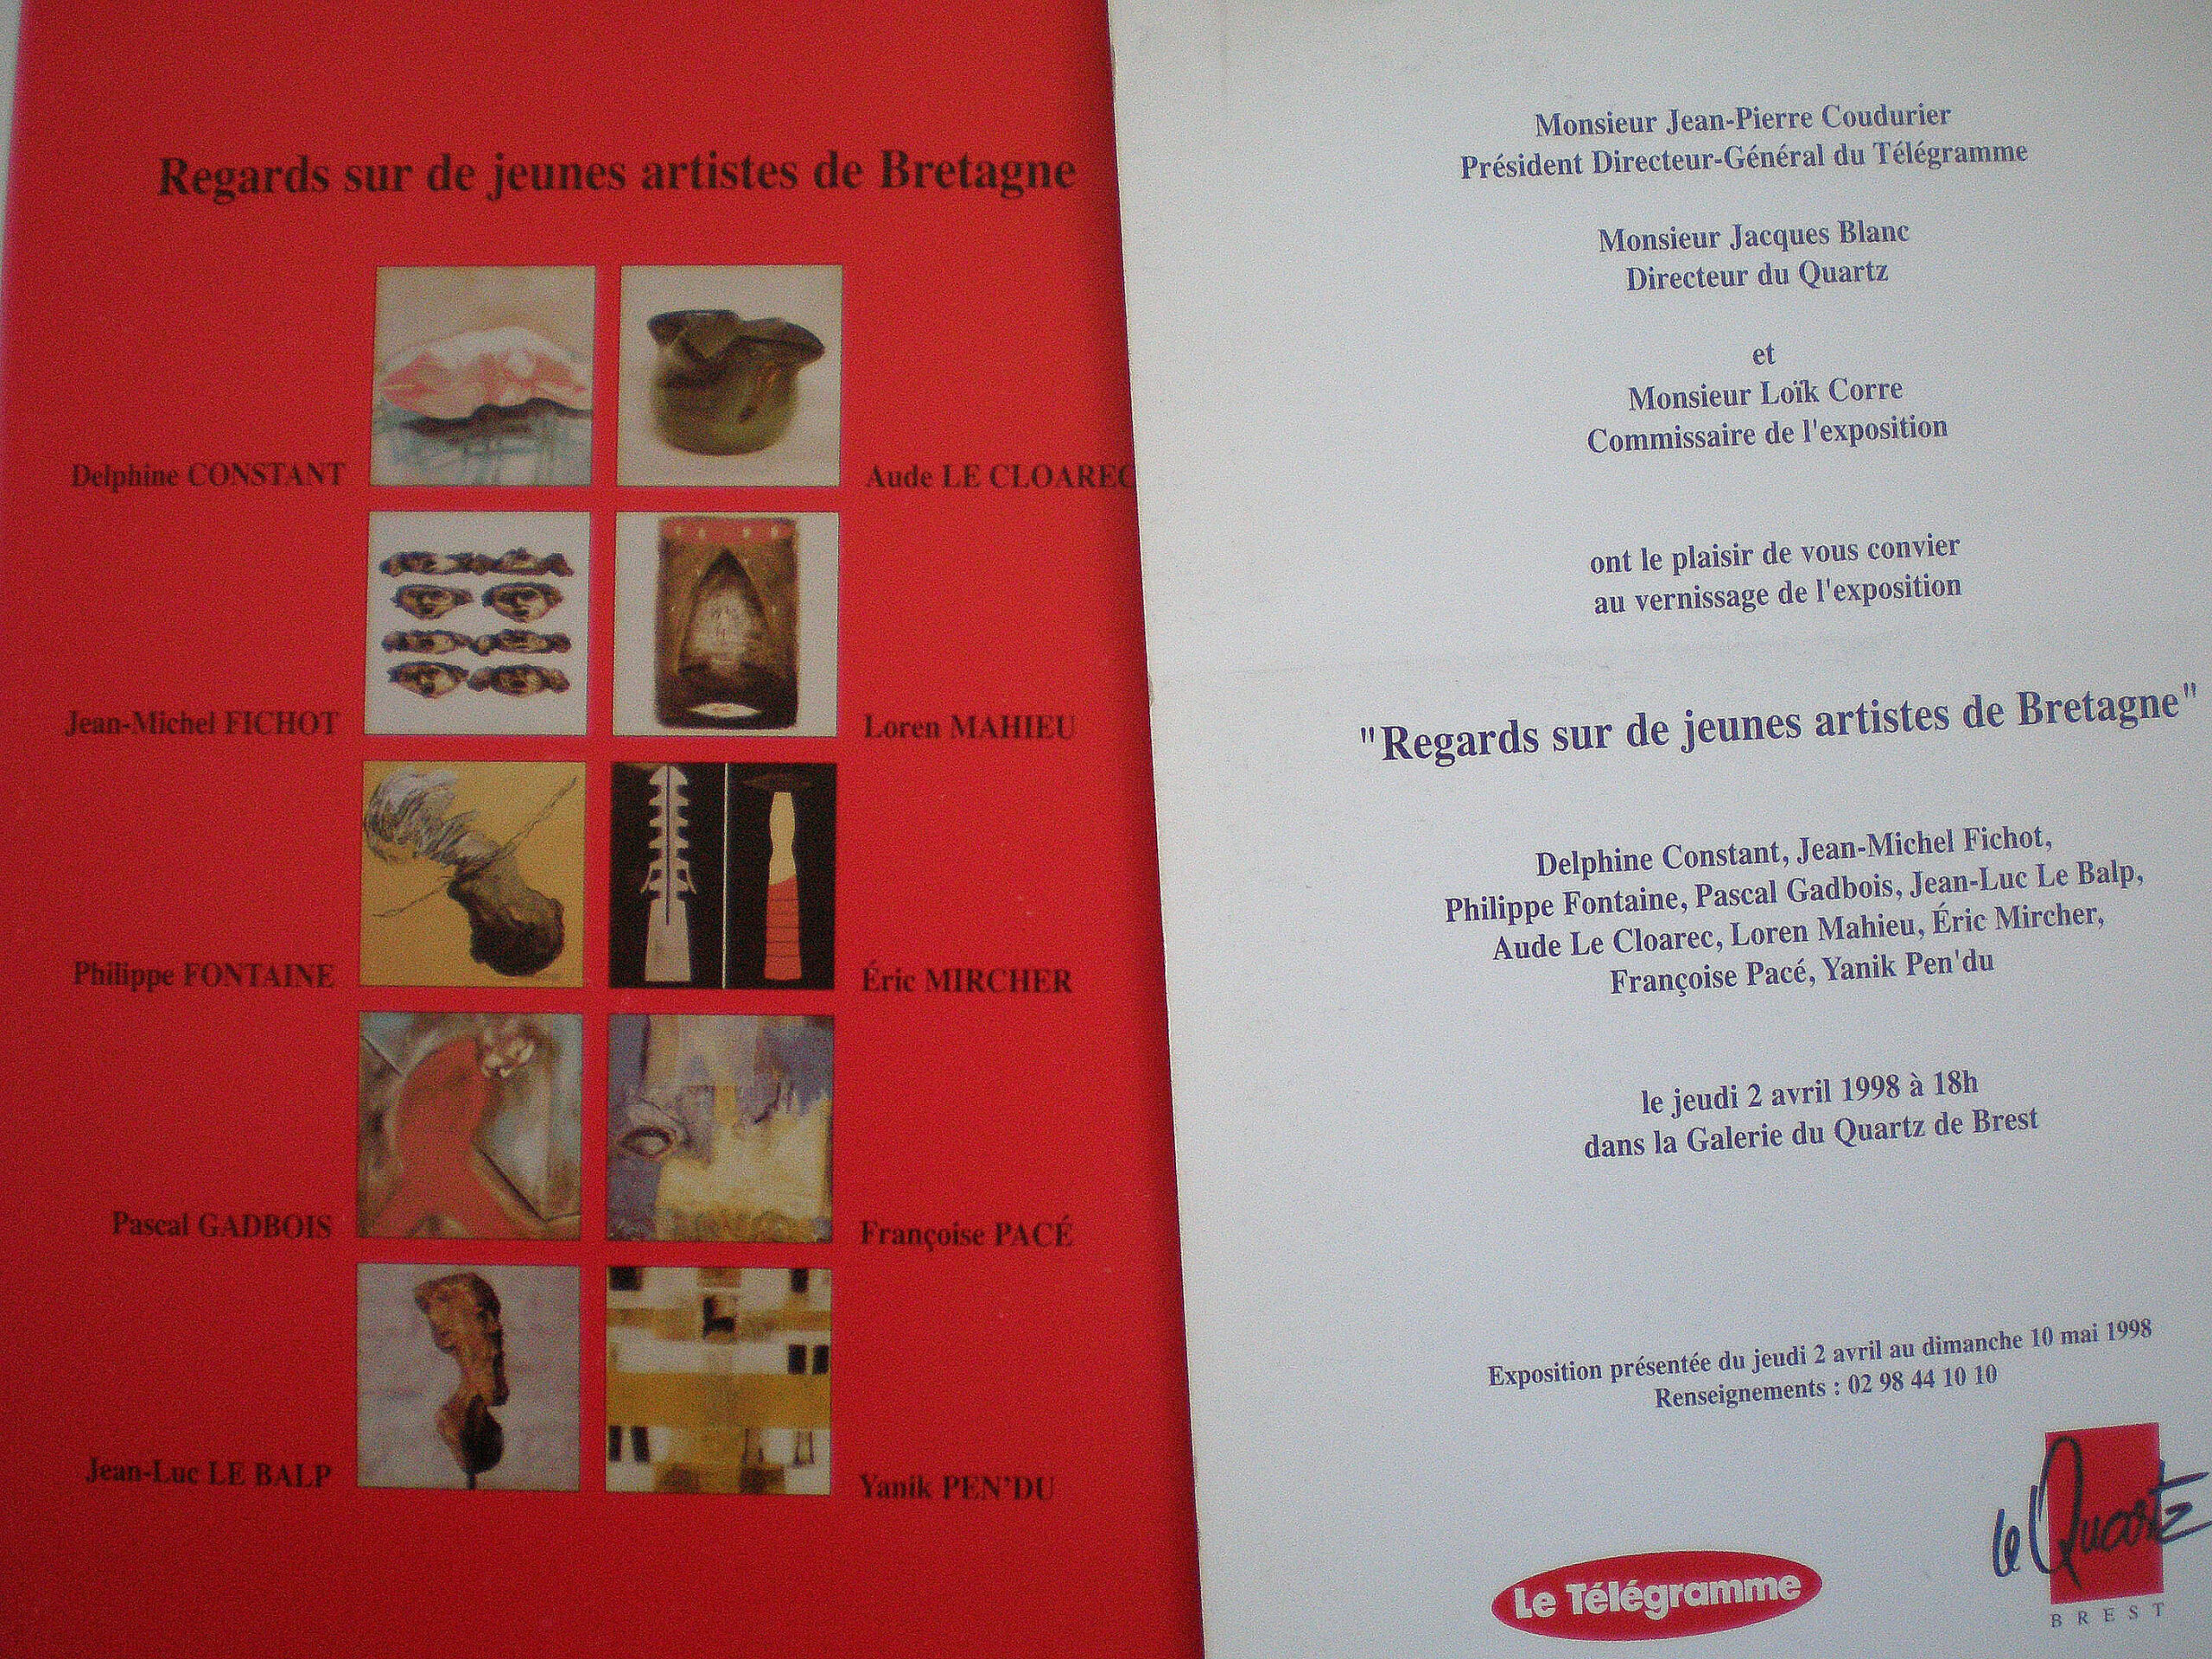 Regards sur de jeunes artistes de Bretagne
Delphine CONSTANT
Aude LE CLOAREC
Jean-Michel FICHOT
Loren MAHIEU
Philippe FONTAINE
Éric MIRCHER
Pascal GADBOIS
Françoise PACÉ
Jean-Luc LE BALP
Yanik PEN'DU
Monsieur Jean-Pierre Coudurier
Président Directeur-Général du Télégramme
Monsieur Jacques Blanc
Directeur du Quartz
et
Monsieur Loïk Corre
Commissaire de l'exposition
ont le plaisir de vous convier
au vernissage de l'exposition
"Regards sur de jeunes artistes de Bretagne"
Delphine Constant, Jean-Michel Fichot,
Philippe Fontaine, Pascal Gadbois, Jean-Luc Le Balp,
Aude Le Cloarec, Loren Mahieu, Éric Mircher,
Françoise Pacé, Yanik Pen'du
le jeudi 2 avril 1998 à 18h
dans la Galerie du Quartz de Brest
Exposition présentée du jeudi 2 avril au dimanche 10 mai 1998
Renseignements : 02 98 44 10 10
Le Télégramme
le Quartz
BREST